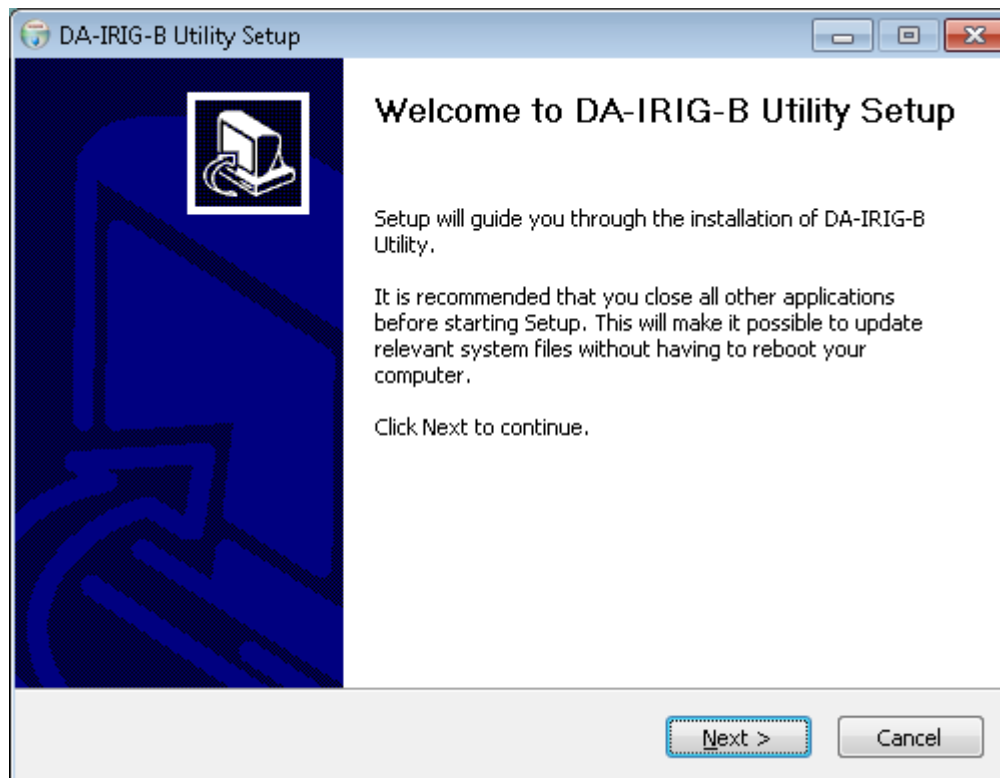 DA-IRIG-B Utility Setup
Welcome to DA-IRIG-B Utility Setup
Setup will guide you through the installation of DA-IRIG-B
Utility.
It is recommended that you close all other applications
before starting Setup. This will make it possible to update
relevant system files without having to reboot your
computer.
Click Next to continue.
Next >
Cancel